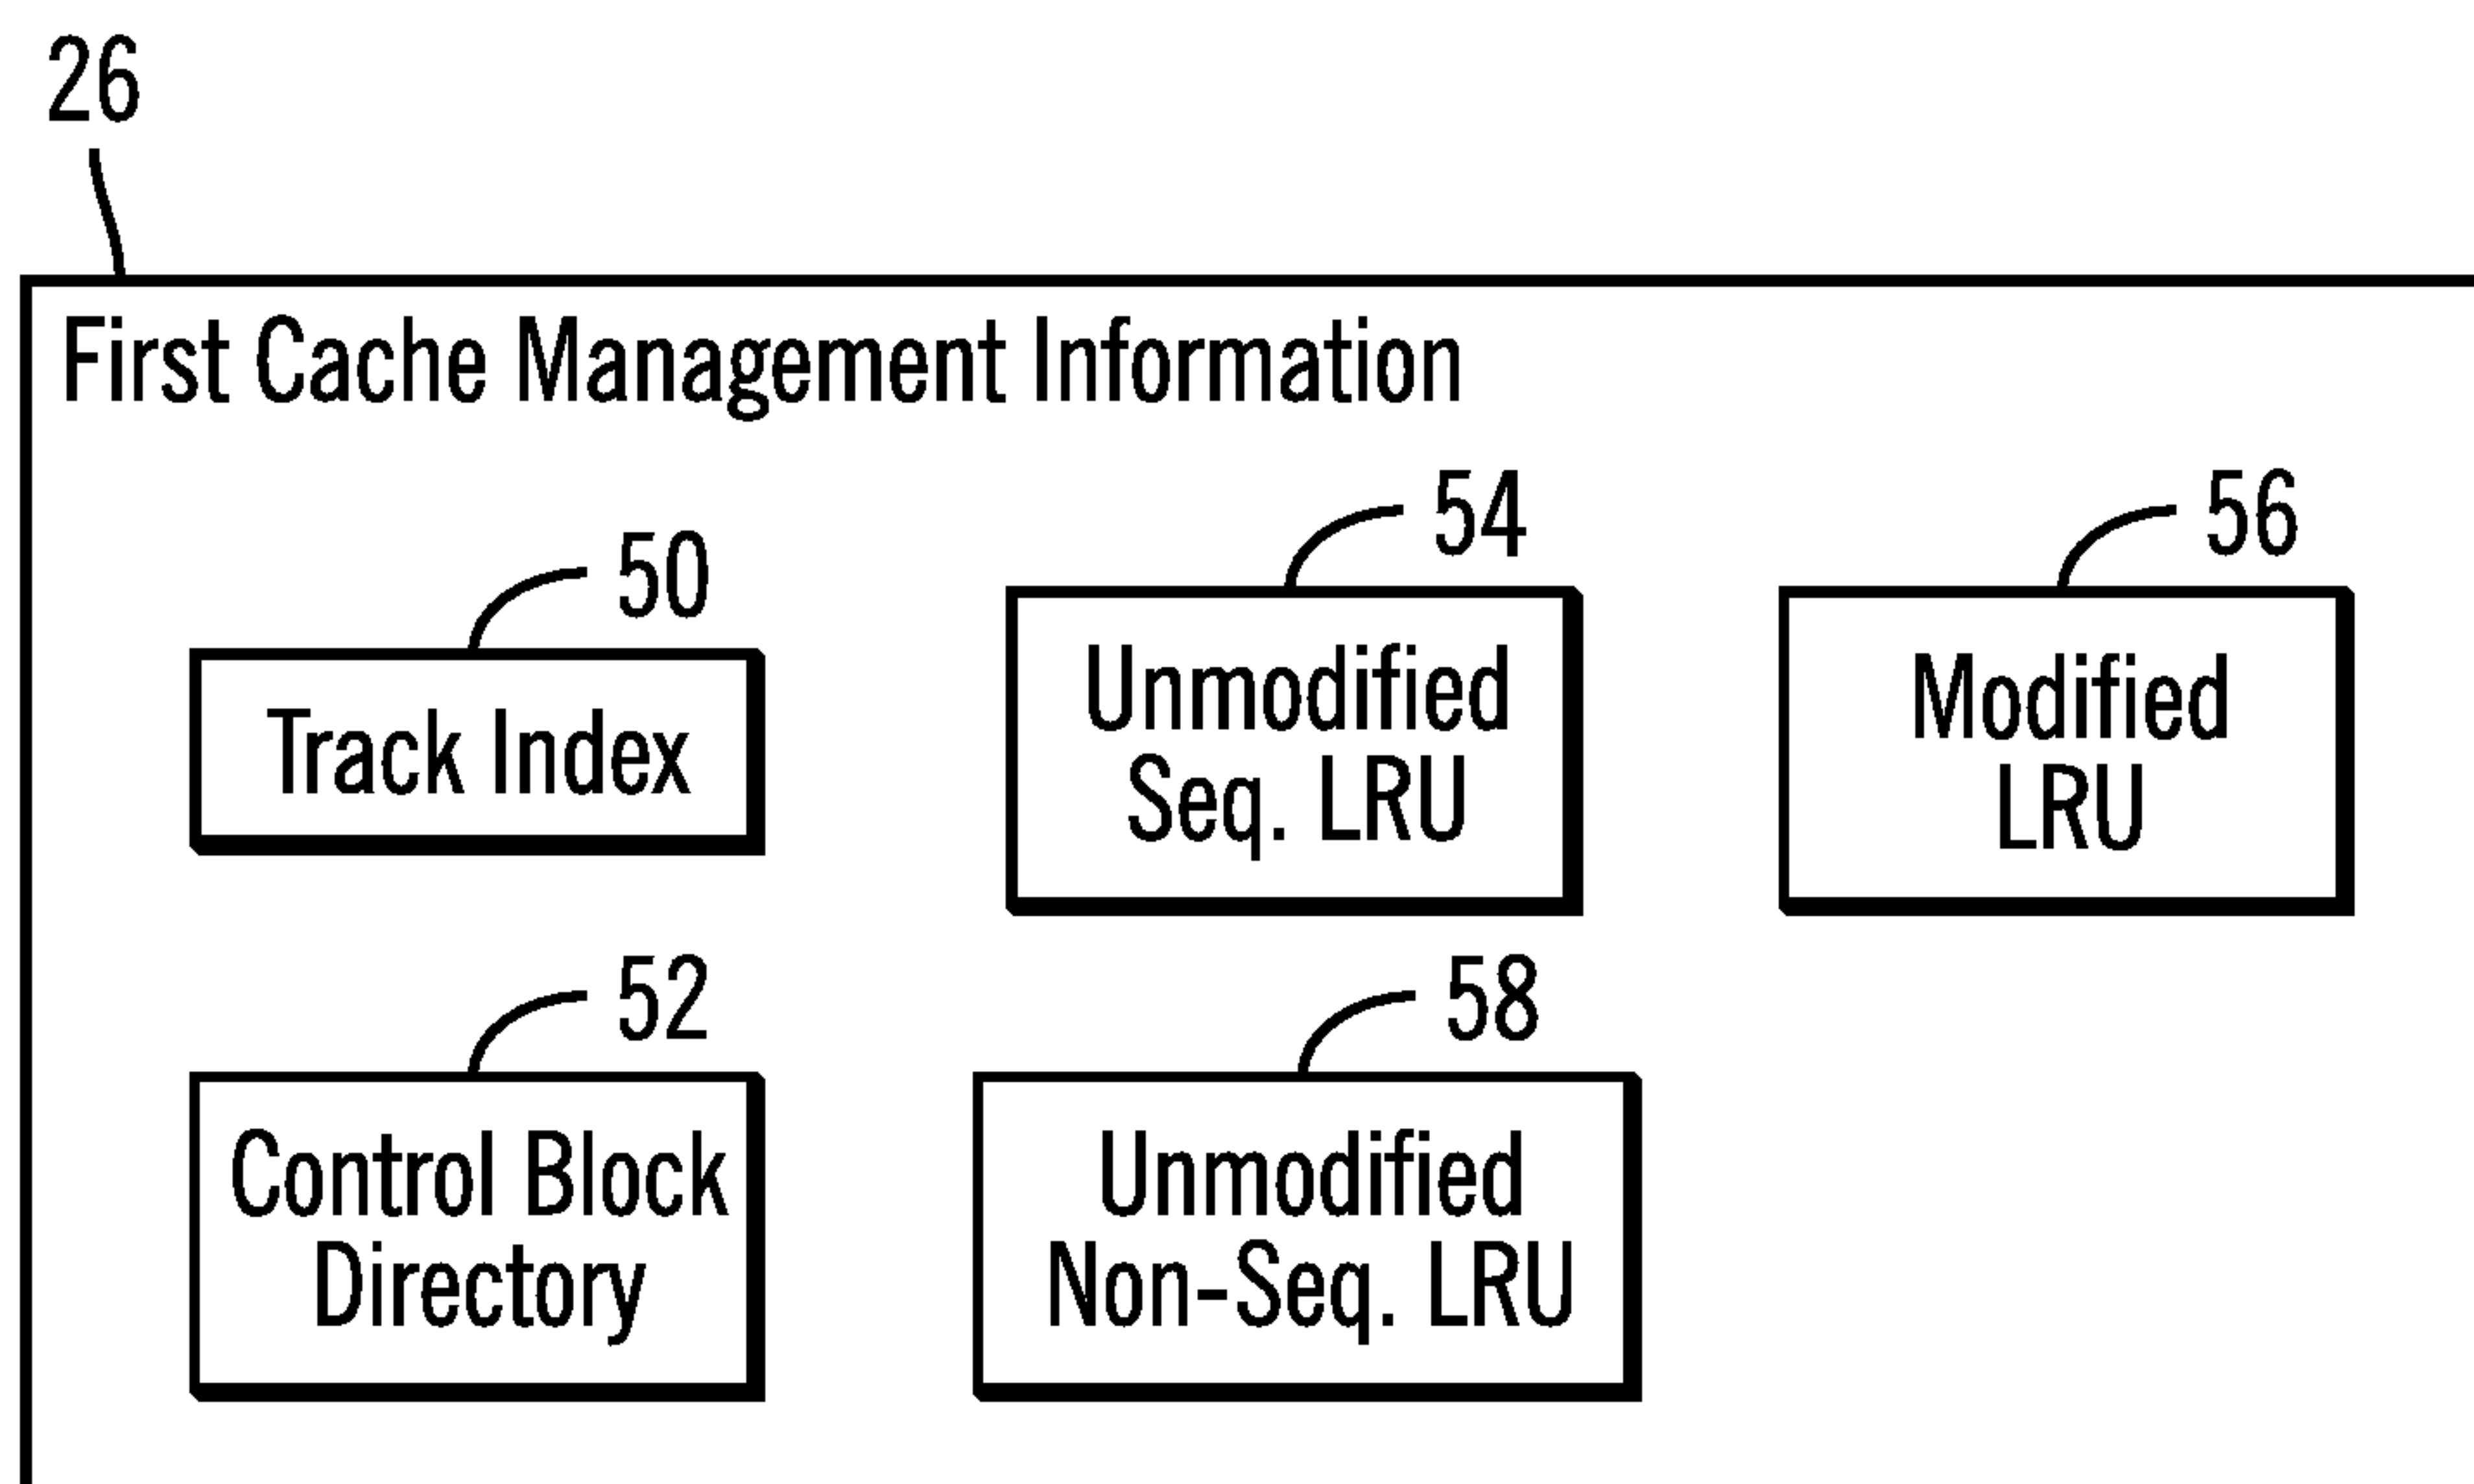 26
First Cache Management Information
50
Track Index
54
Unmodified
Seq. LRU
56
Modified
LRU
52
Control Block
Directory
58
Unmodified
Non-Seq. LRU